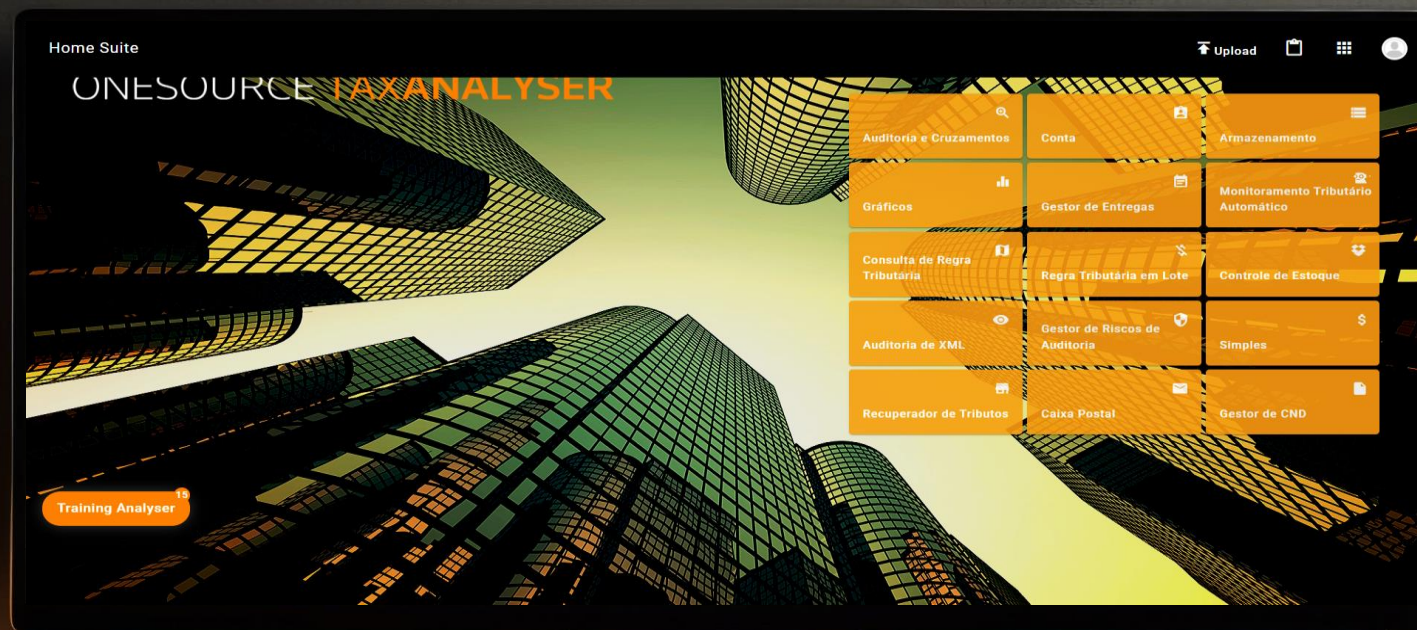 Home Suite
Upload
ONESOURCE TAXANALYSER
Auditoria e Cruzamentos
Conta
Armazenamento
Gráficos
Gestor de Entregas
Monitoramento Tributário
Automático
Consulta de Regra
Tributária
Regra Tributária em Lote
Controle de Estoque
Auditoria de XML
Gestor de Riscos de
Auditoria
Simples
Recuperador de Tributos
Caixa Postal
Gestor de CND
15
Training Analyser